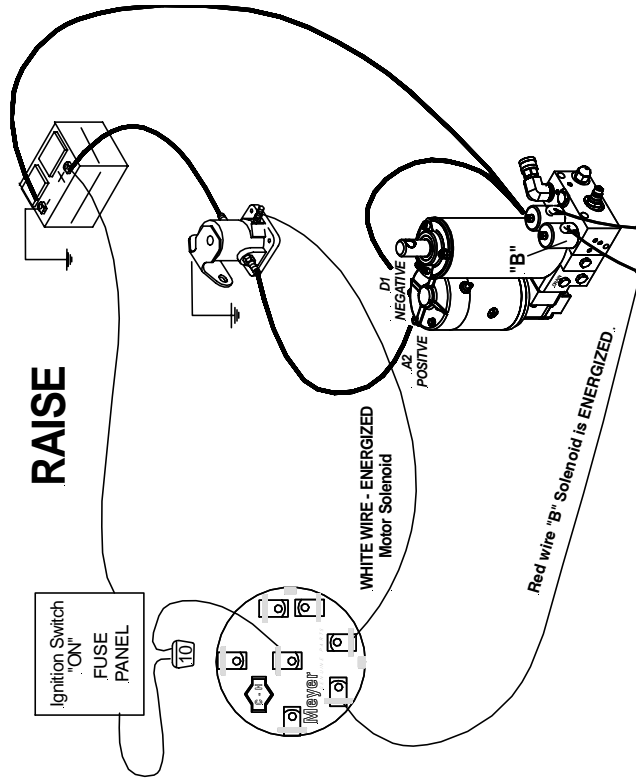 RAISE
Ignition Switch
"ON"
FUSE
PANEL
10
C - H
Meyer
WHITE WIRE - ENERGIZED
Motor Solenoid
A2
POSITVE
D1
NEGATIVE
"B"
Red wire "B" Solenoid is ENERGIZED.
-
+